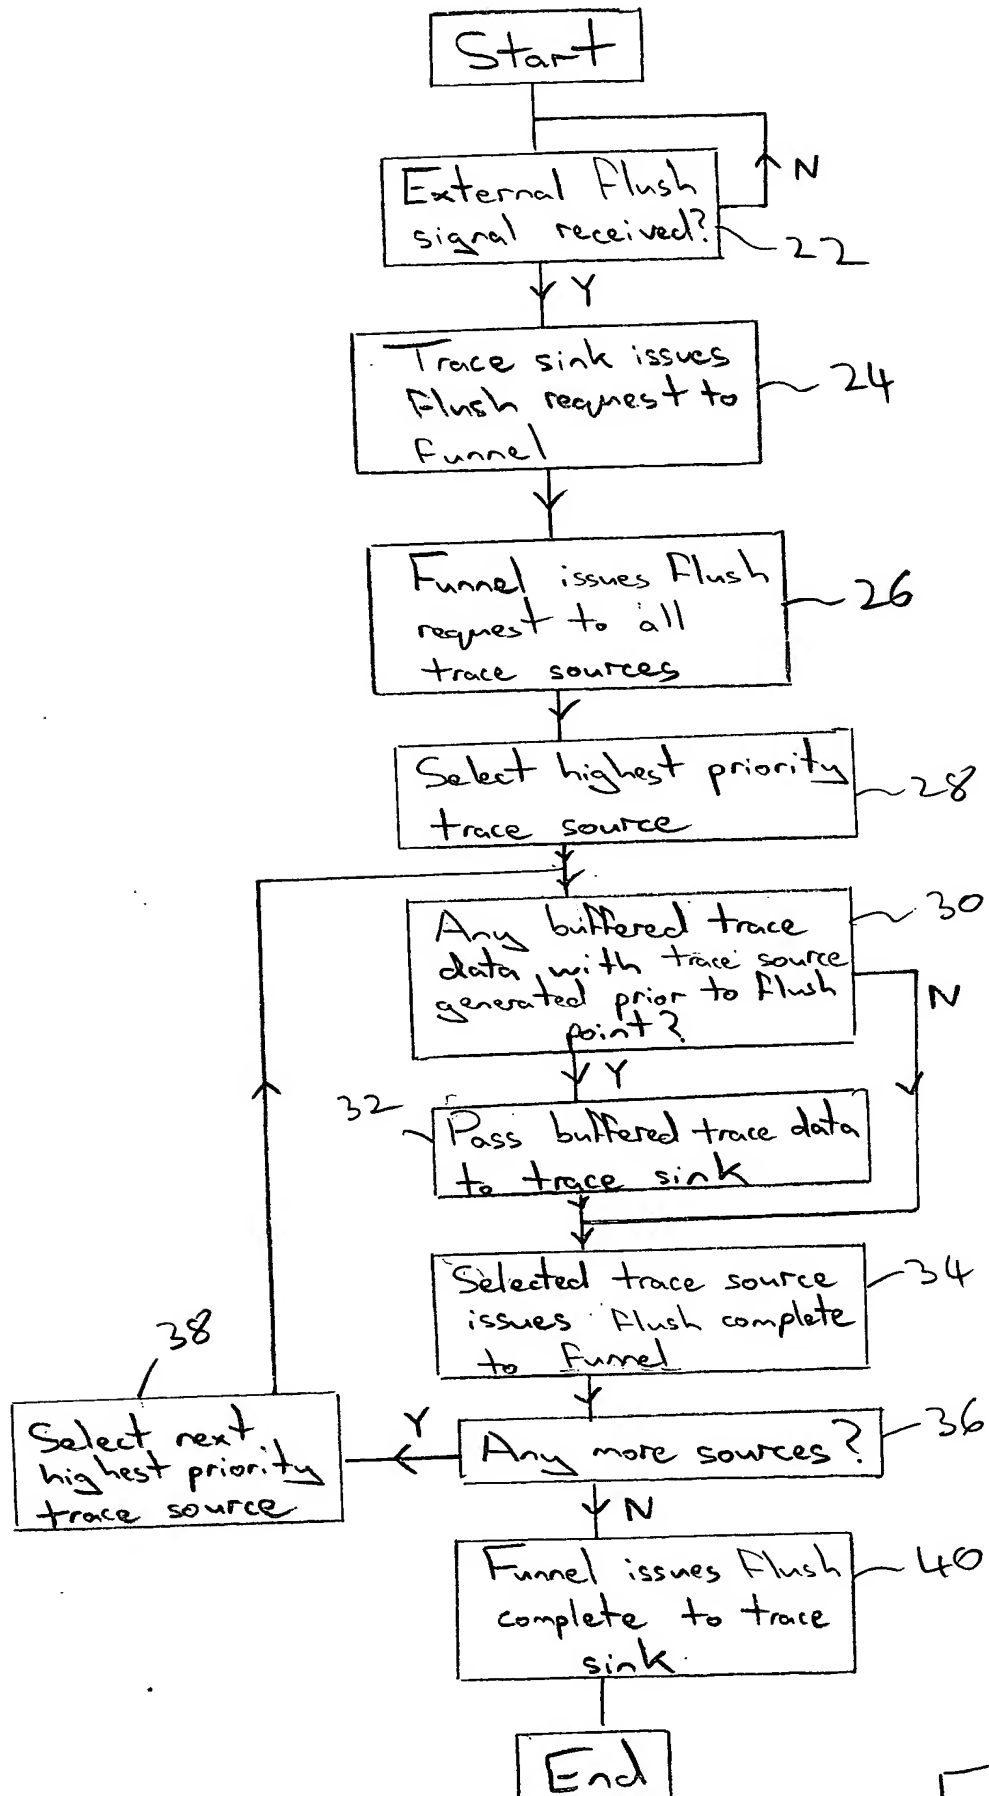 Start
N
External Flush
signal received?
22
Y
Trace sink issues
Flush request to
Funnel
24
Funnel issues Flush
request to all
trace sources
26
Select highest priority
trace source
28
Any buffered trace
data with trace source
generated prior to flush
point?
30
N
Y
32
Pass buffered trace data
to trace sink
Selected trace source
issues Flush complete
to Funnel
34
38
Select next
highest priority
trace source
Y
Any more sources?
36
N
Funnel issues Flush
complete to trace
sink
40
End